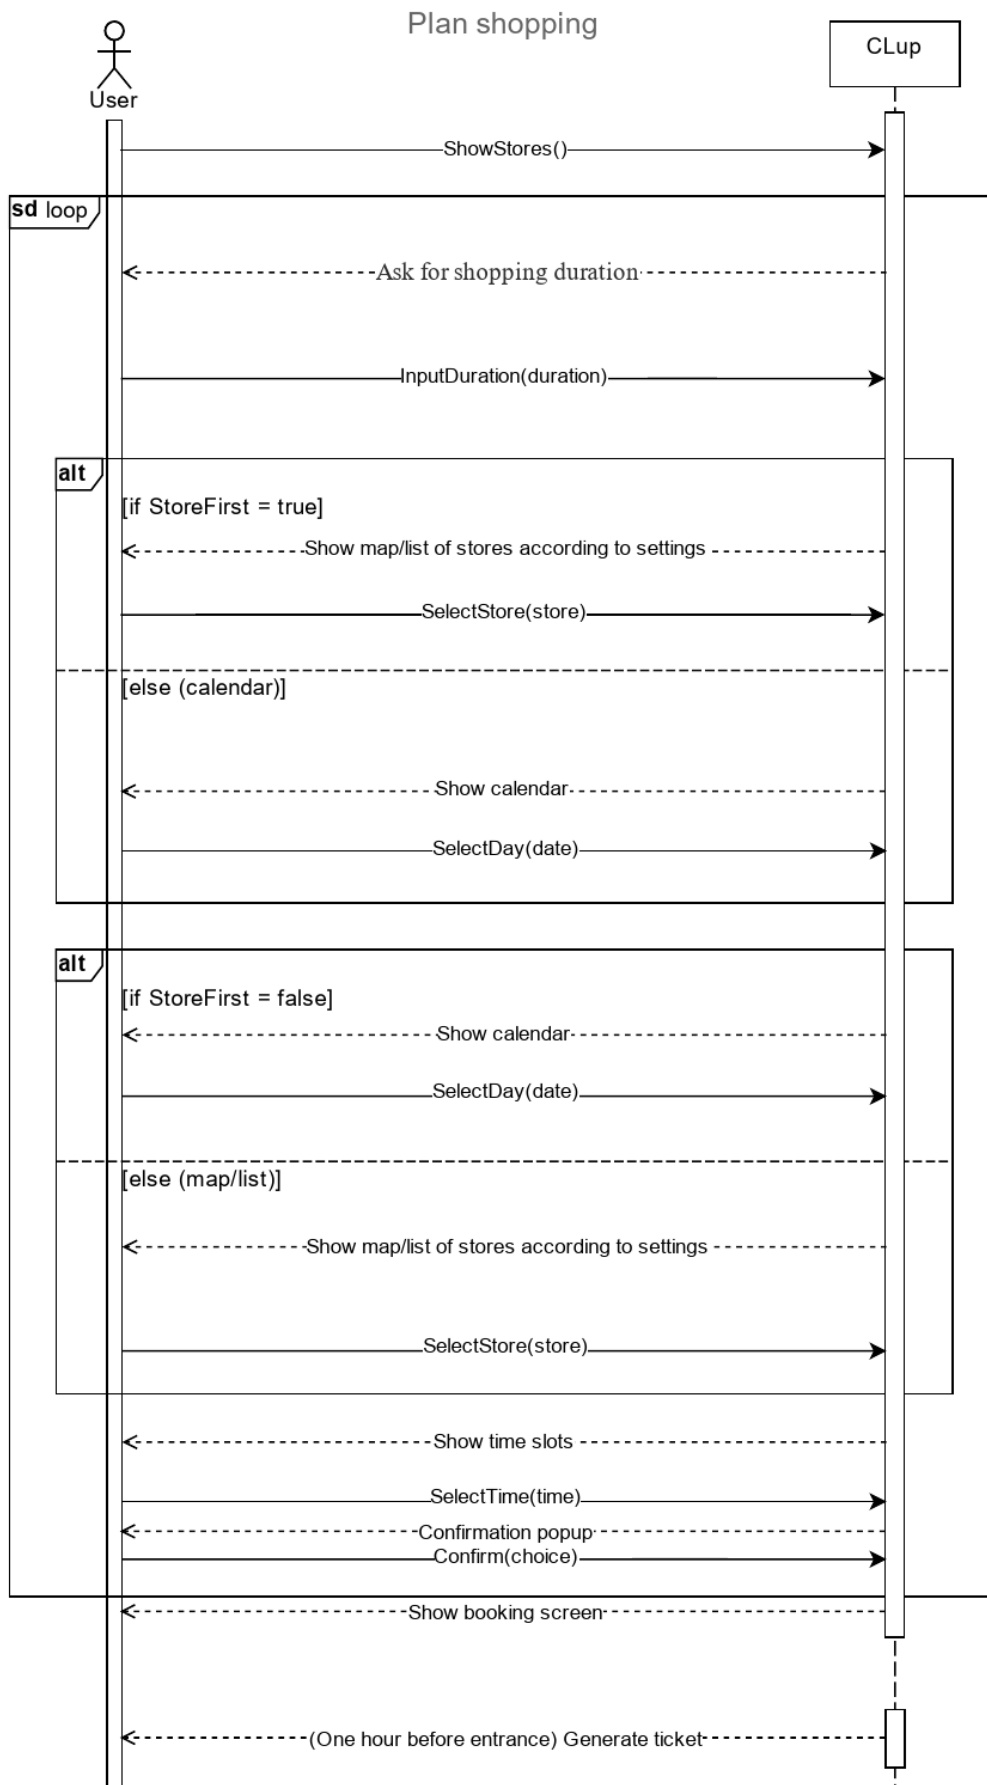 Plan shopping
CLup
User
ShowStores()
sd loop
Ask for shopping duration
InputDuration(duration)
alt
[if StoreFirst = true]
Show map/list of stores according to settings
SelectStore(store)
[else (calendar)]
Show calendar
SelectDay(date)
alt
[if StoreFirst = false]
Show calendar
SelectDay(date)
[else (map/list)]
Show map/list of stores according to settings
SelectStore(store)
Show time slots
SelectTime(time)
Confirmation popup
Confirm(choice)
Show booking screen
(One hour before entrance) Generate ticket